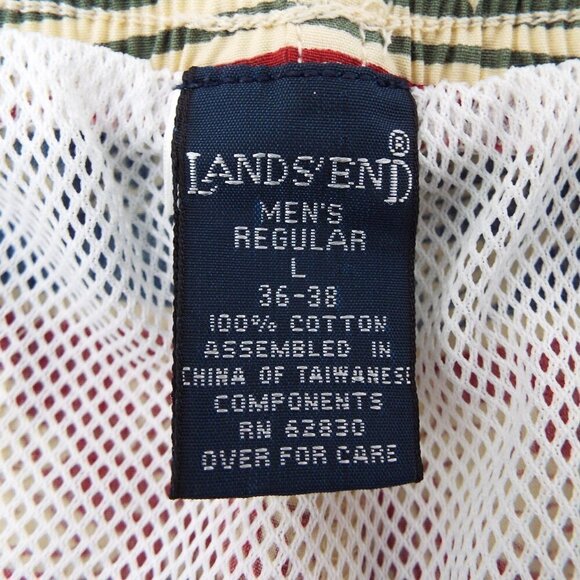 LANDS' END®
MEN'S
REGULAR
L
36-38
100% COTTON
ASSEMBLED IN
CHINA OF TAIWANESE
COMPONENTS
RN 62830
OVER FOR CARE